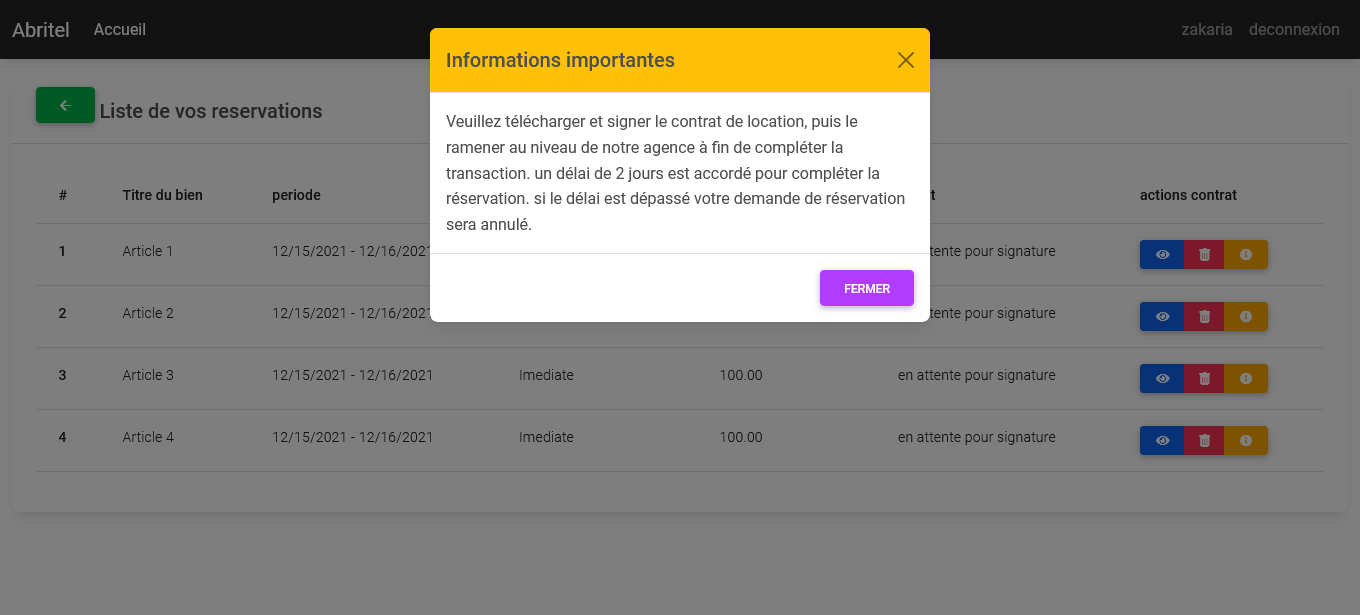 Abritel Accueil zakaria deconnexion
Informations importantes
Liste de vos reservations
Veuillez télécharger et signer le contrat de location, puis le
ramener au niveau de notre agence à fin de compléter la
transaction. un délai de 2 jours est accordé pour compléter la
réservation. si le délai est dépassé votre demande de réservation
sera annulé.
FERMER
# Titre du bien periode actions contrat
1 Article 1 12/15/2021 - 12/16/2021 attente pour signature
2 Article 2 12/15/2021 - 12/16/2021 attente pour signature
3 Article 3 12/15/2021 - 12/16/2021 Imediate 100.00 en attente pour signature
4 Article 4 12/15/2021 - 12/16/2021 Imediate 100.00 en attente pour signature